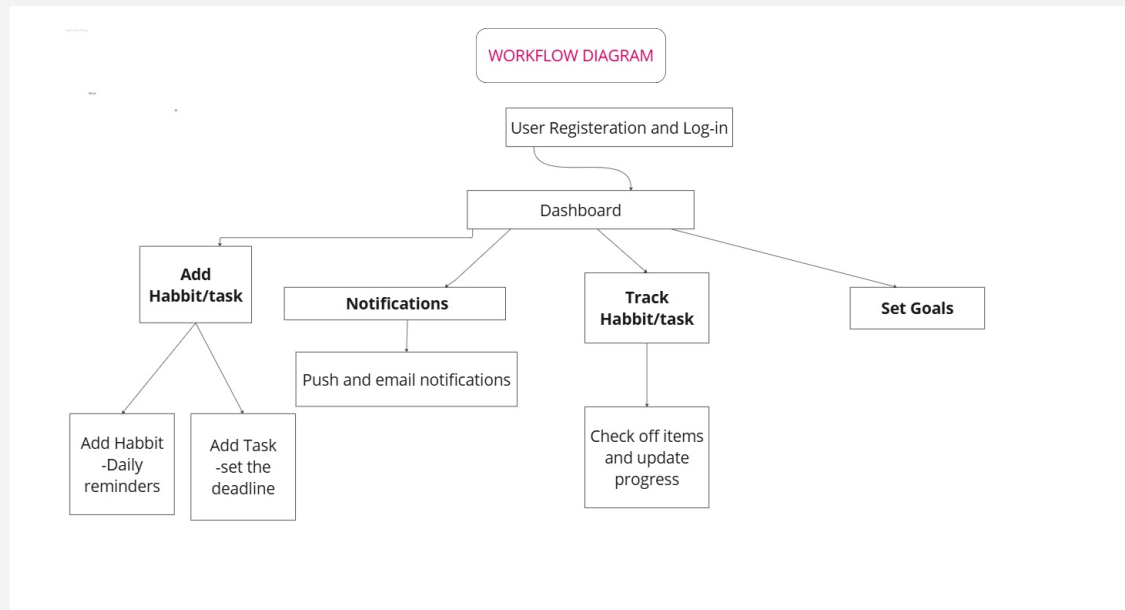 WORKFLOW DIAGRAM
User Registeration and Log-in
Dashboard
Add
Habbit/task
Notifications
Track
Habbit/task
Set Goals
Push and email notifications
Add Habbit
-Daily
reminders
Add Task
-set the
deadline
Check off items
and update
progress